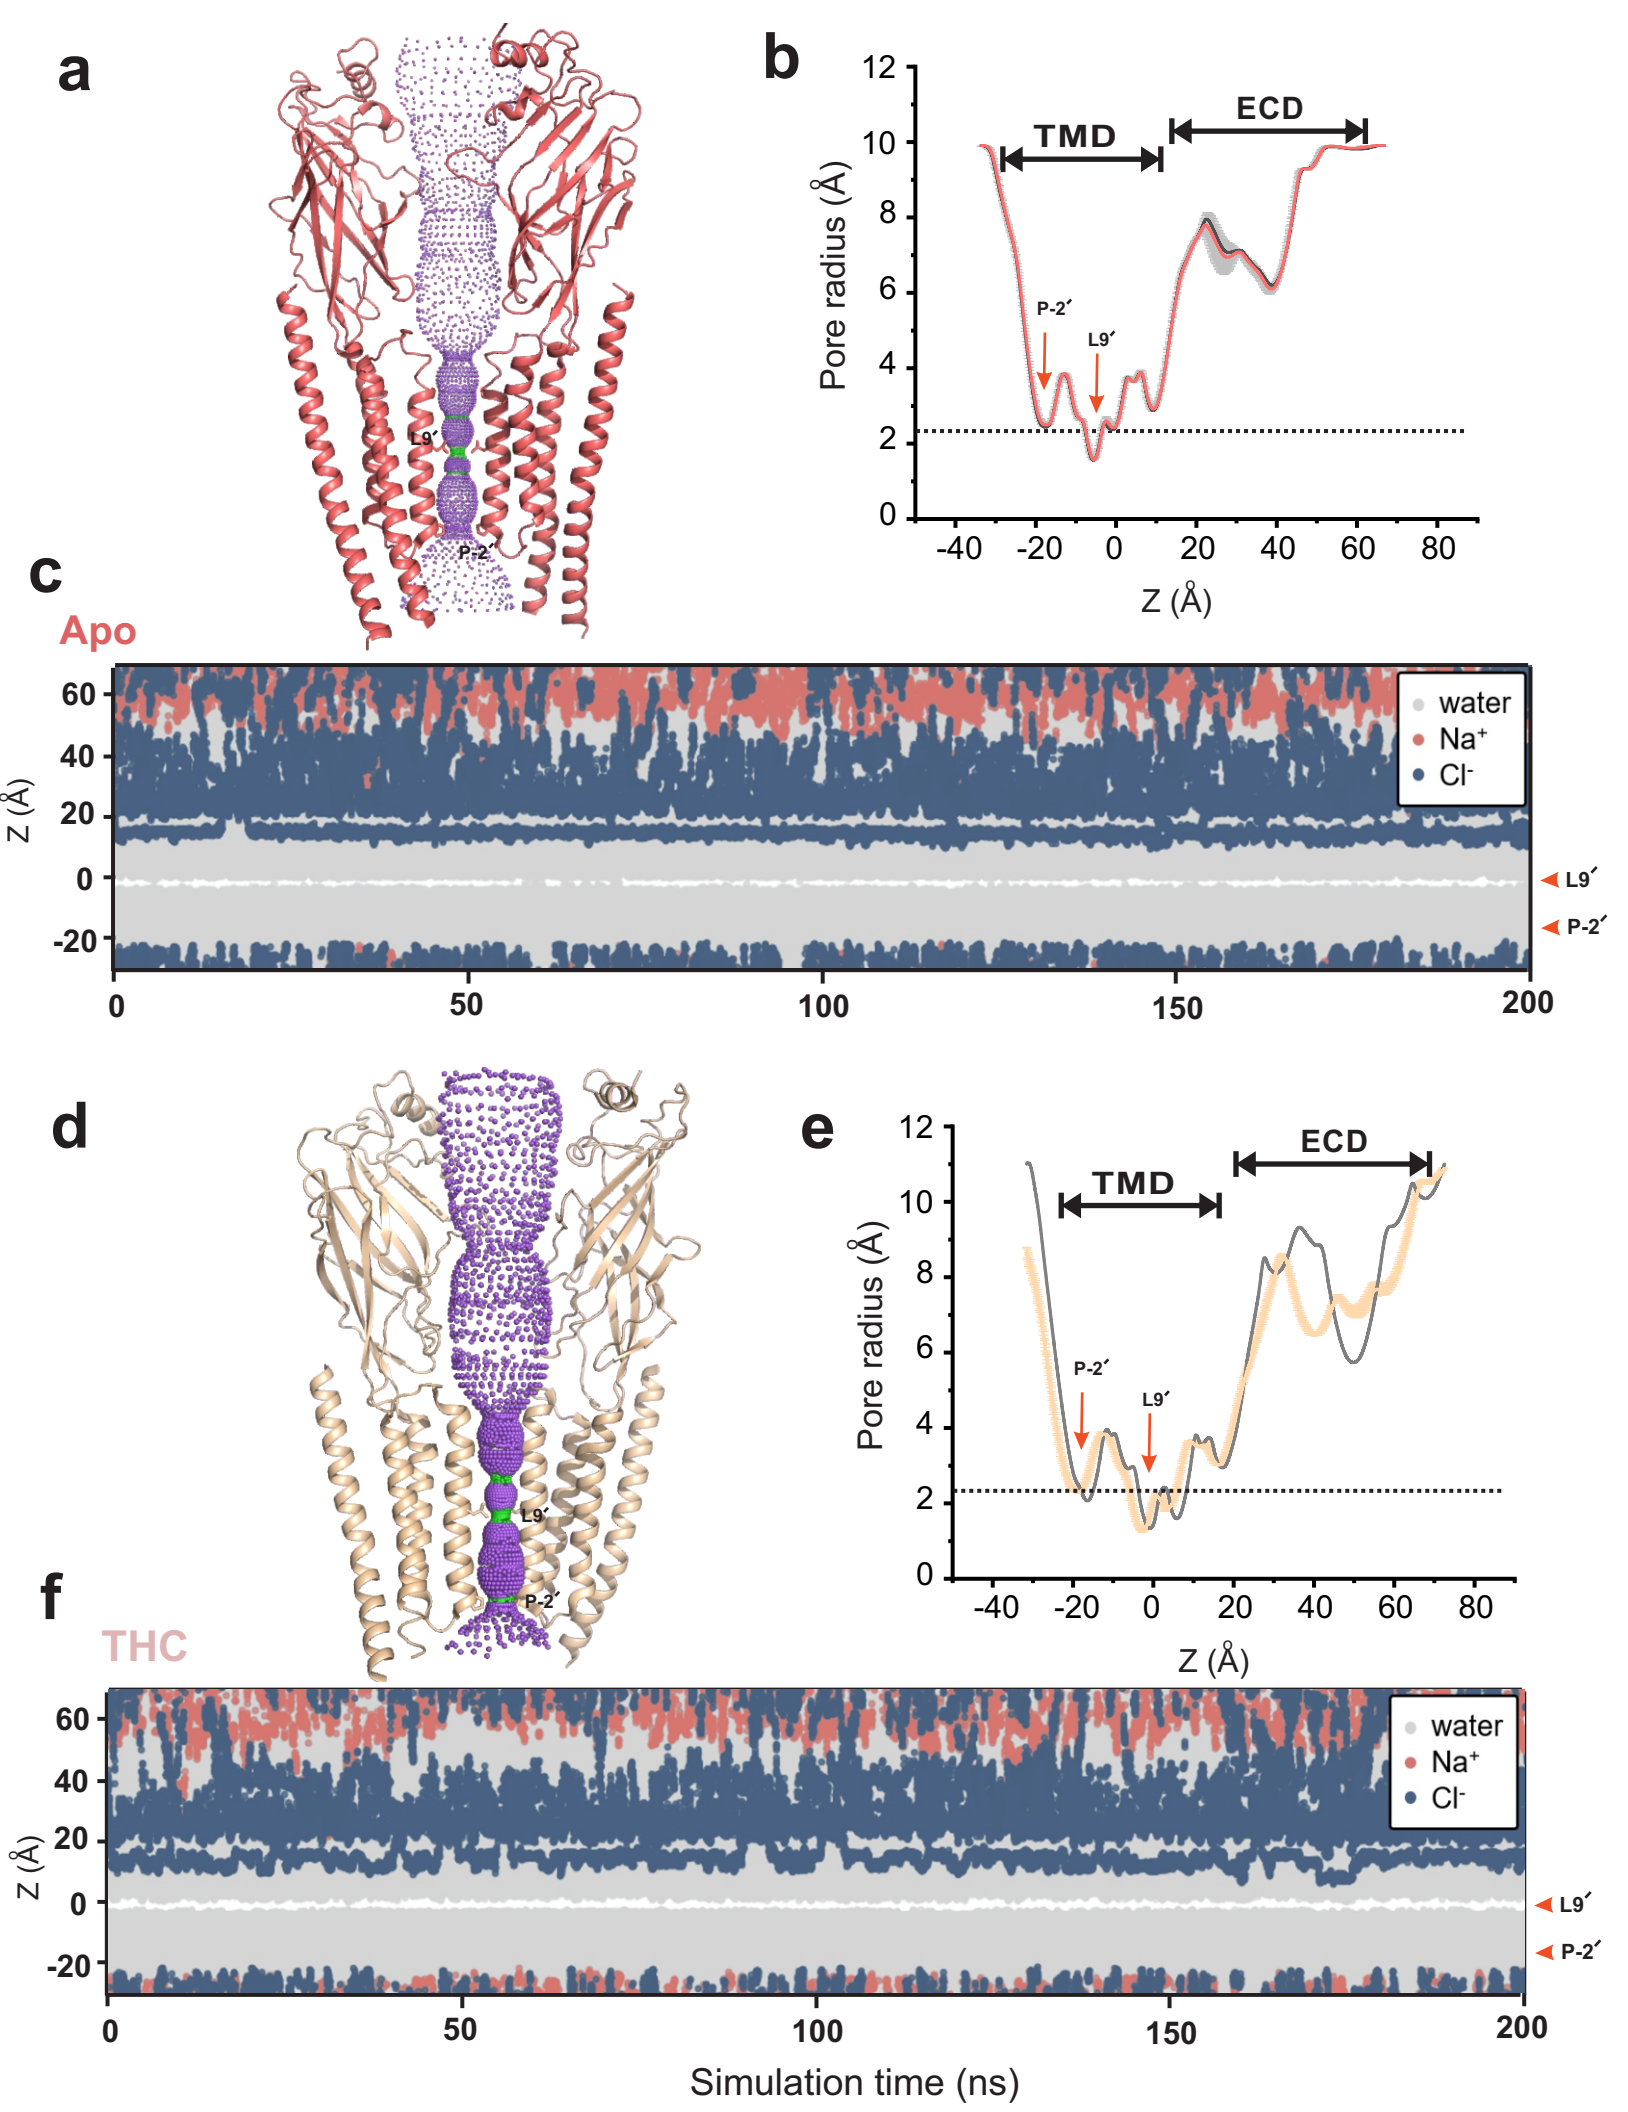 a
L9′
P-2′
b
12
10
8
6
4
2
0
Pore radius (Å)
TMD
ECD
P-2′
L9′
-40 -20 0 20 40 60 80
Z (Å)
c
Apo
60
40
20
0
-20
Z (Å)
water
Na⁺
Cl⁻
L9′
P-2′
0 50 100 150 200
d
L9′
P-2′
e
12
10
8
6
4
2
0
Pore radius (Å)
TMD
ECD
P-2′
L9′
-40 -20 0 20 40 60 80
Z (Å)
f
THC
60
40
20
0
-20
Z (Å)
water
Na⁺
Cl⁻
L9′
P-2′
0 50 100 150 200
Simulation time (ns)